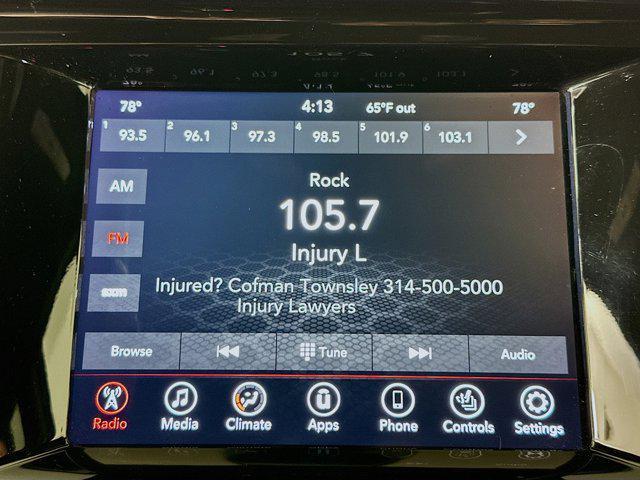 78° 4:13 65°F out 78°
1 93.5 2 96.1 3 97.3 4 98.5 5 101.9 6 103.1
AM
Rock
105.7
FM
Injury L
sxm
Injured? Cofman Townsley 314-500-5000
Injury Lawyers
Browse Tune Audio
Radio Media Climate Apps Phone Controls Settings